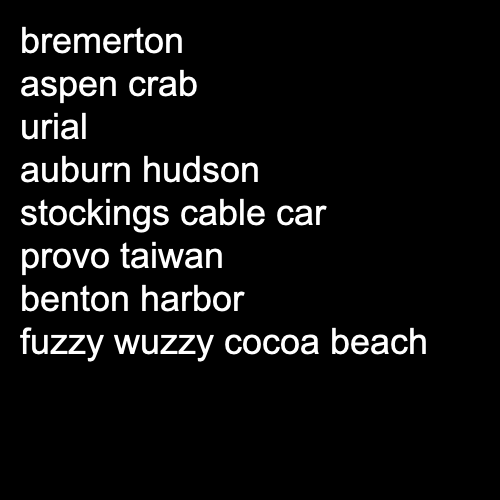 bremerton
aspen crab
urial
auburn hudson
stockings cable car
provo taiwan
benton harbor
fuzzy wuzzy cocoa beach